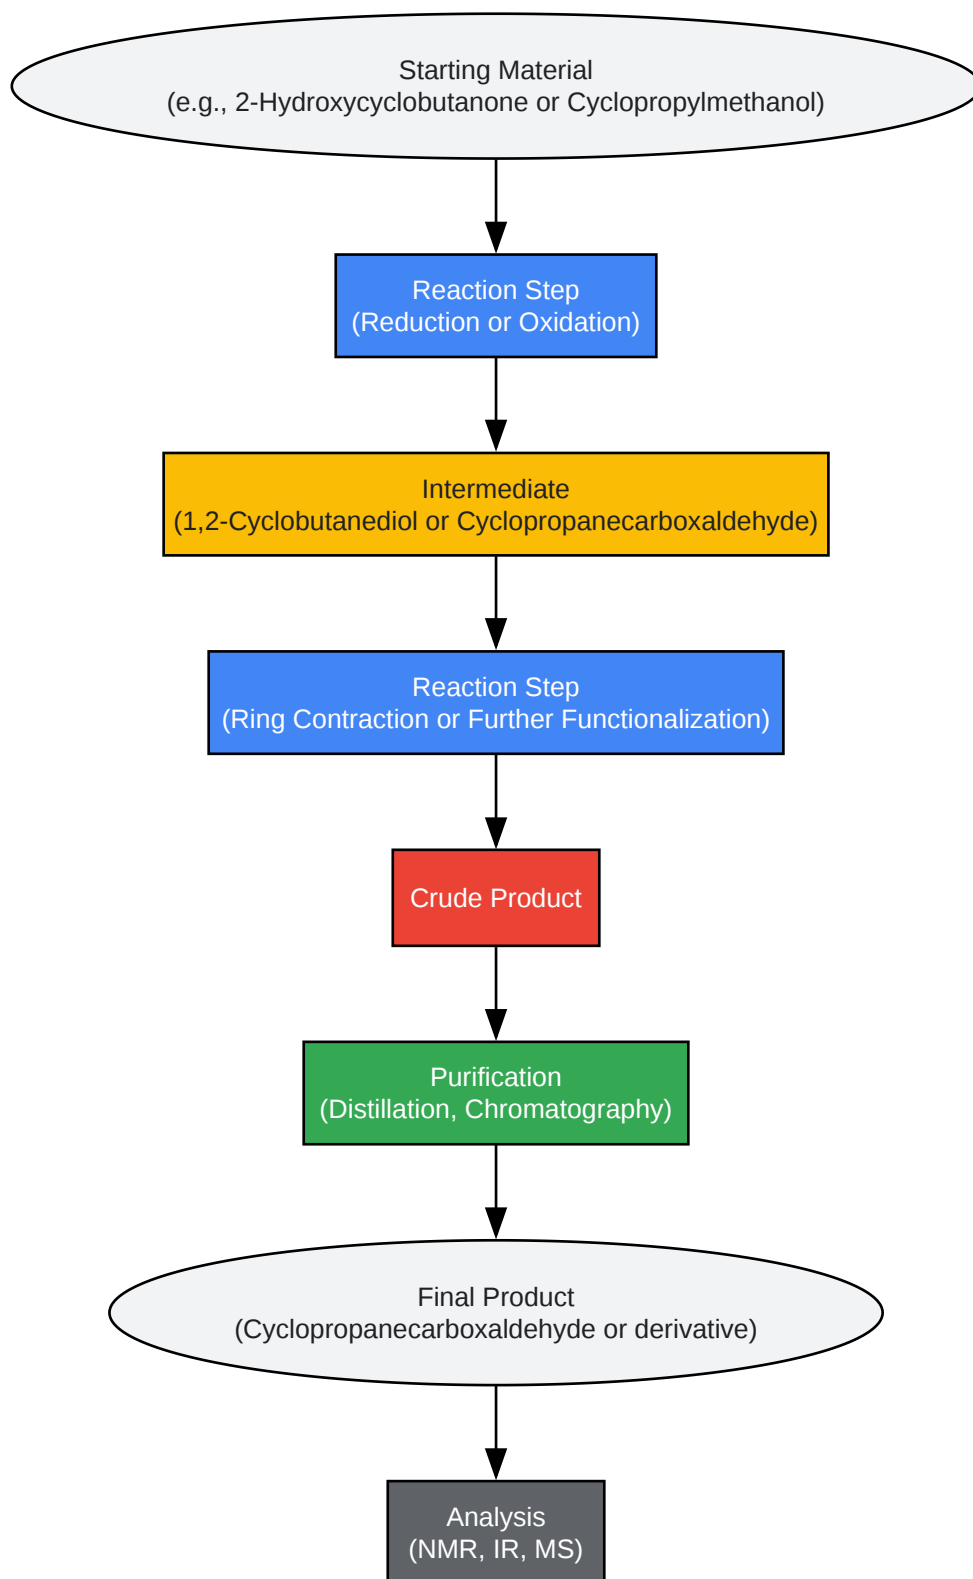 Starting Material
(e.g., 2-Hydroxycyclobutanone or Cyclopropylmethanol)
Reaction Step
(Reduction or Oxidation)
Intermediate
(1,2-Cyclobutanediol or Cyclopropanecarboxaldehyde)
Reaction Step
(Ring Contraction or Further Functionalization)
Crude Product
Purification
(Distillation, Chromatography)
Final Product
(Cyclopropanecarboxaldehyde or derivative)
Analysis
(NMR, IR, MS)